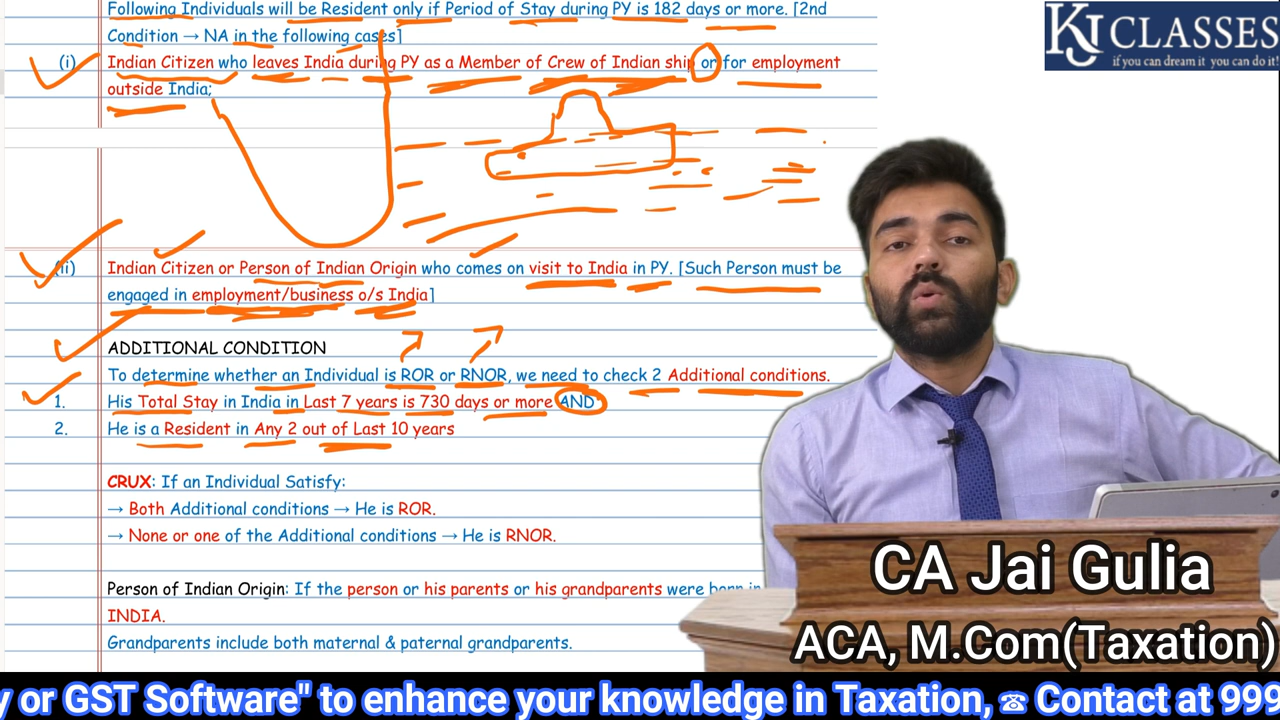 Following Individuals will be Resident only if Period of Stay during PY is 182 days or more. [2nd
Condition → NA in the following cases]
(i) Indian Citizen who leaves India during PY as a Member of Crew of Indian ship or for employment
outside India;
(ii) Indian Citizen or Person of Indian Origin who comes on visit to India in PY. [Such Person must be
engaged in employment/business o/s India]
ADDITIONAL CONDITION
To determine whether an Individual is ROR or RNOR, we need to check 2 Additional conditions.
1. His Total Stay in India in Last 7 years is 730 days or more AND
2. He is a Resident in Any 2 out of Last 10 years
CRUX: If an Individual Satisfy:
→ Both Additional conditions → He is ROR.
→ None or one of the Additional conditions → He is RNOR.
Person of Indian Origin: If the person or his parents or his grandparents were born in
INDIA.
Grandparents include both maternal & paternal grandparents.
KJ CLASSES
if you can dream it you can do it!
CA Jai Gulia
ACA, M.Com(Taxation)
y or GST Software" to enhance your knowledge in Taxation, ☎ Contact at 999